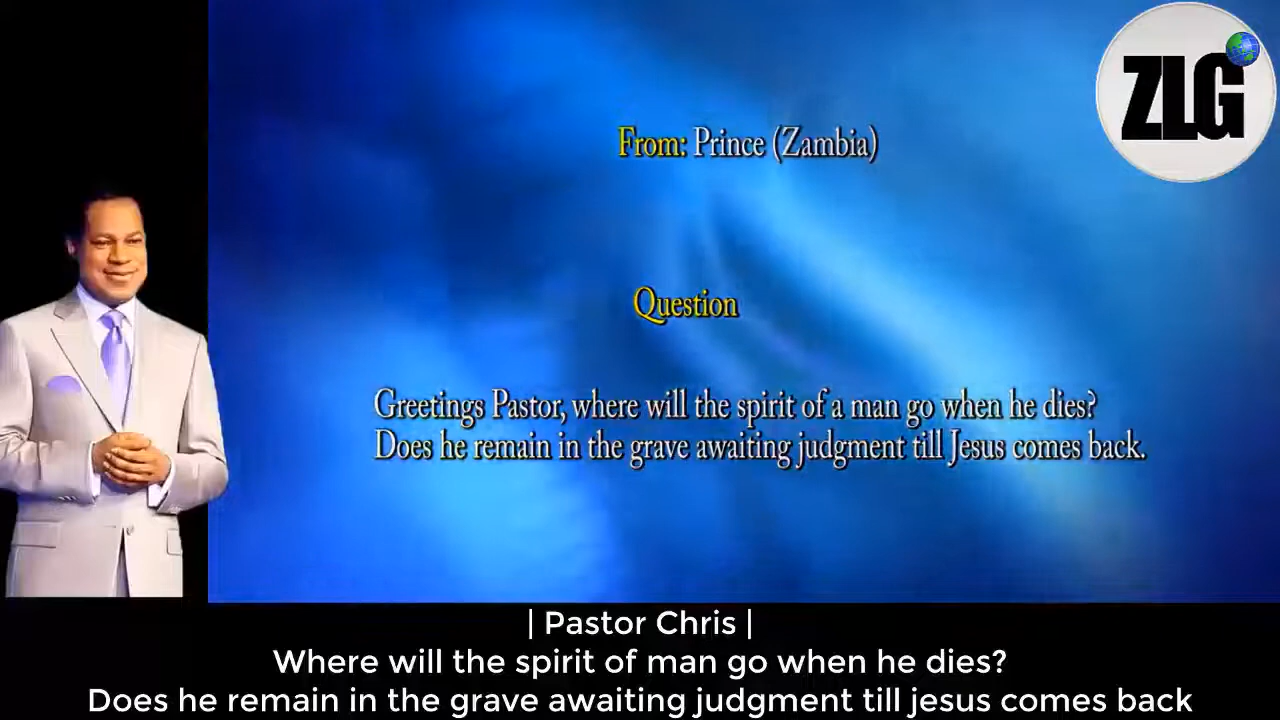 ZLG
From: Prince (Zambia)
Question
Greetings Pastor, where will the spirit of a man go when he dies?
Does he remain in the grave awaiting judgment till Jesus comes back.
| Pastor Chris |
Where will the spirit of man go when he dies?
Does he remain in the grave awaiting judgment till jesus comes back